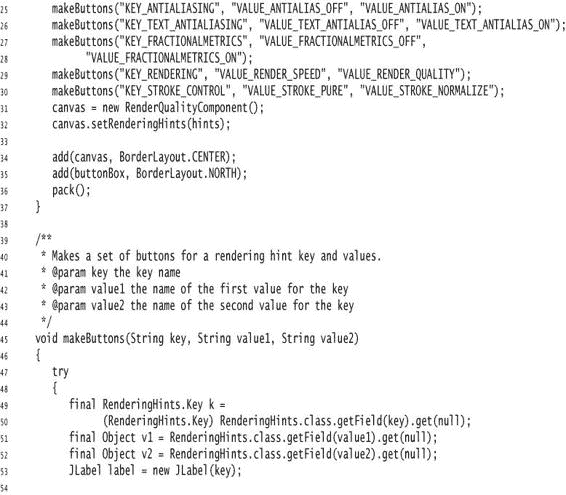 25 makeButtons("KEY_ANTIALIASING", "VALUE_ANTIALIAS_OFF", "VALUE_ANTIALIAS_ON");
26 makeButtons("KEY_TEXT_ANTIALIASING", "VALUE_TEXT_ANTIALIAS_OFF", "VALUE_TEXT_ANTIALIAS_ON");
27 makeButtons("KEY_FRACTIONALMETRICS", "VALUE_FRACTIONALMETRICS_OFF",
28 "VALUE_FRACTIONALMETRICS_ON");
29 makeButtons("KEY_RENDERING", "VALUE_RENDER_SPEED", "VALUE_RENDER_QUALITY");
30 makeButtons("KEY_STROKE_CONTROL", "VALUE_STROKE_PURE", "VALUE_STROKE_NORMALIZE");
31 canvas = new RenderQualityComponent();
32 canvas.setRenderingHints(hints);
33
34 add(canvas, BorderLayout.CENTER);
35 add(buttonBox, BorderLayout.NORTH);
36 pack();
37 }
38
39 /**
40 * Makes a set of buttons for a rendering hint key and values.
41 * @param key the key name
42 * @param value1 the name of the first value for the key
43 * @param value2 the name of the second value for the key
44 */
45 void makeButtons(String key, String value1, String value2)
46 {
47 try
48 {
49 final RenderingHints.Key k =
50 (RenderingHints.Key) RenderingHints.class.getField(key).get(null);
51 final Object v1 = RenderingHints.class.getField(value1).get(null);
52 final Object v2 = RenderingHints.class.getField(value2).get(null);
53 JLabel label = new JLabel(key);
54